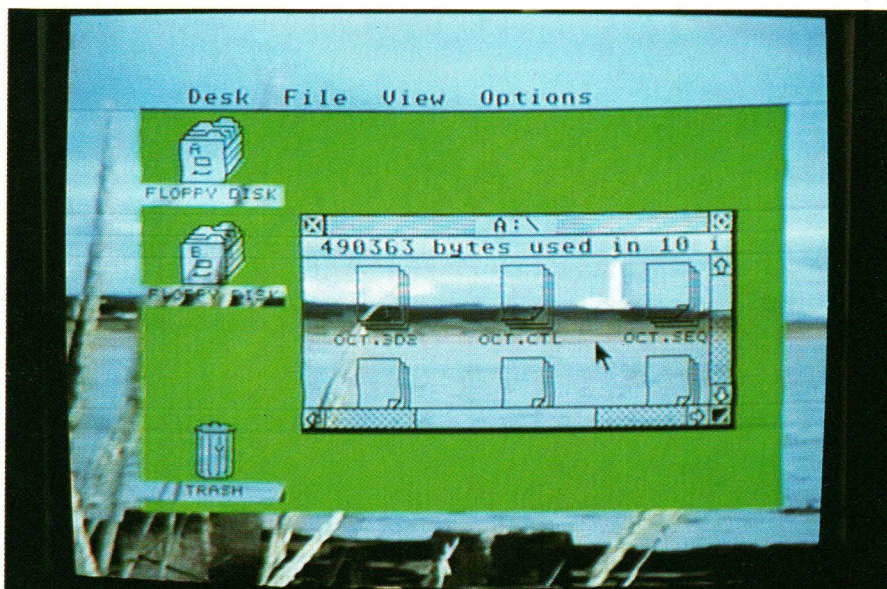 Desk File View Options
A
FLOPPY DISK
B
FLOPPY DISK
TRASH
A:\
490363 bytes used in 10 i
OCT.3D2 OCT.CTL OCT.SEQ